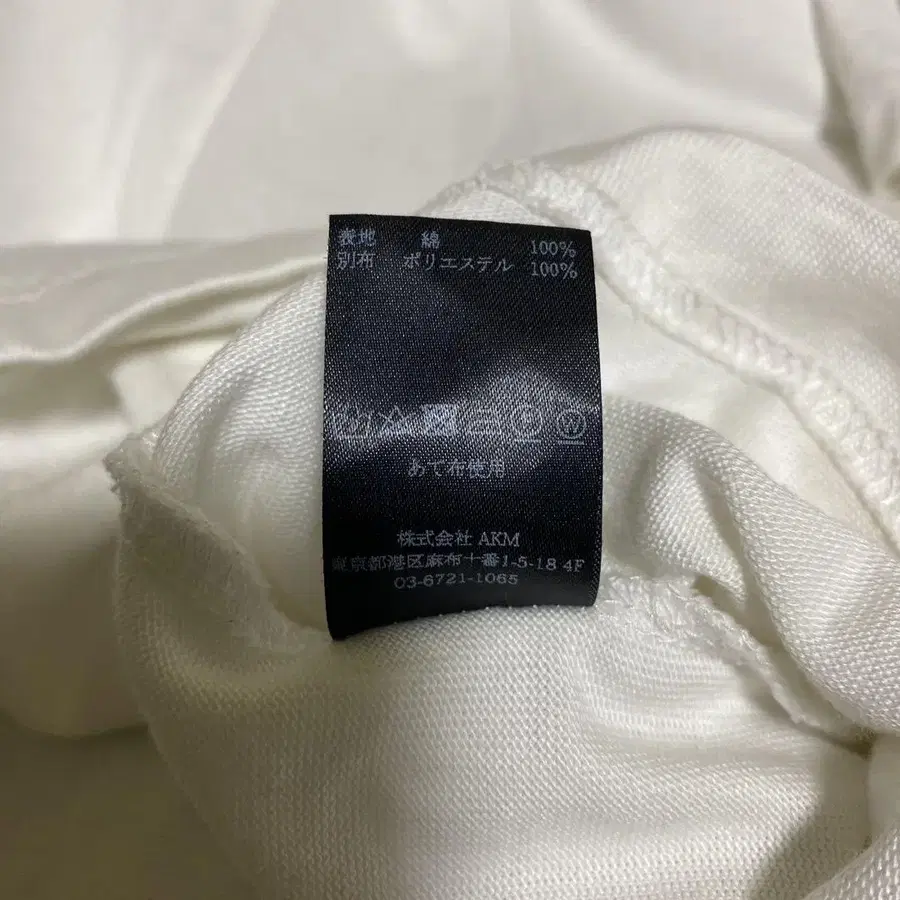 表地 綿 100%
別布 ポリエステル 100%
あて布使用
株式会社 AKM
東京都港区麻布十番1-5-18 4F
03-6721-1065